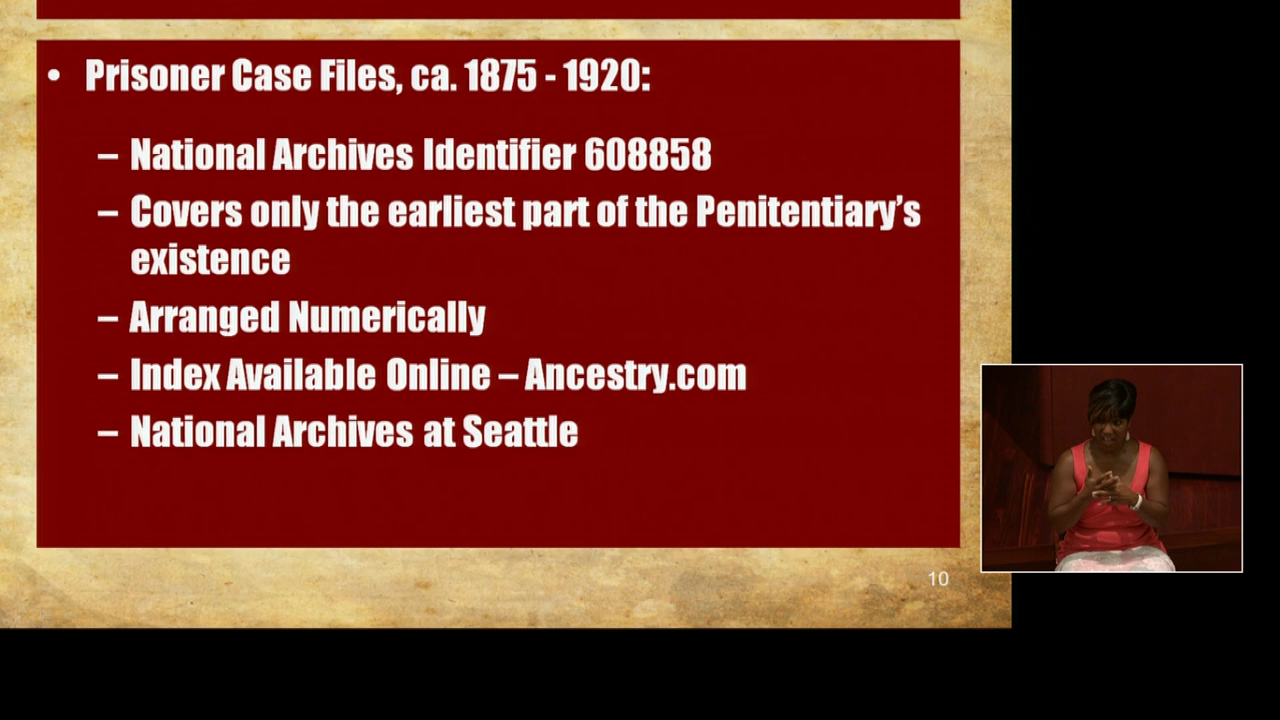 • Prisoner Case Files, ca. 1875 - 1920:
– National Archives Identifier 608858
– Covers only the earliest part of the Penitentiary’s
existence
– Arranged Numerically
– Index Available Online – Ancestry.com
– National Archives at Seattle
10